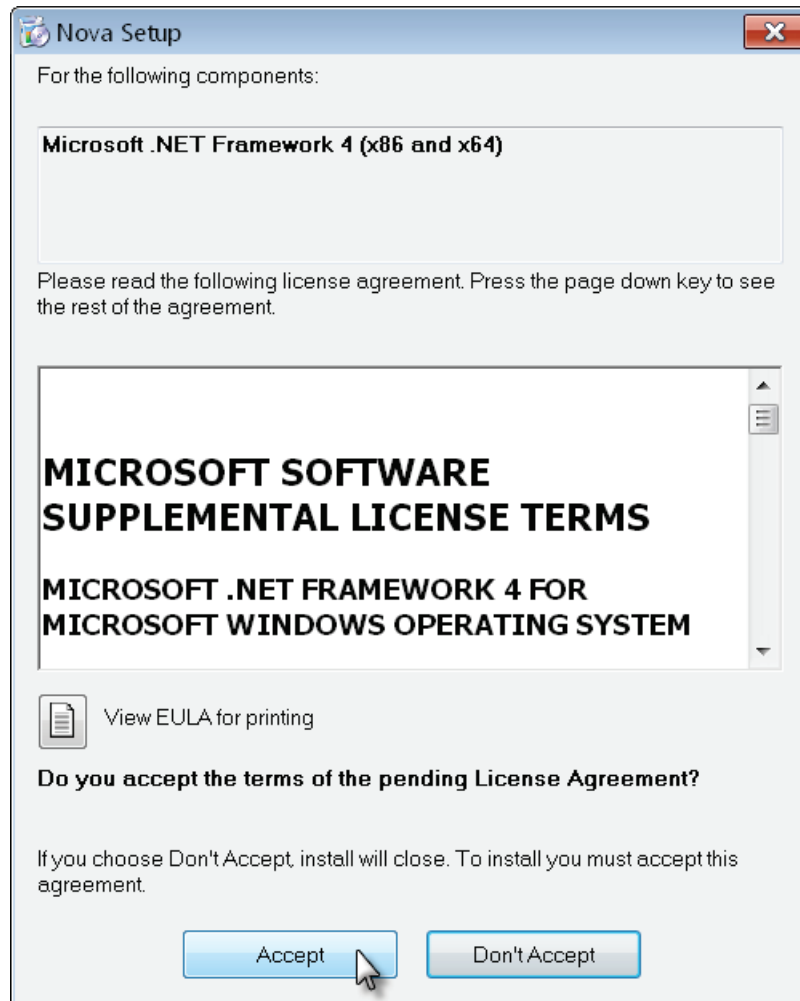 Nova Setup
For the following components:
Microsoft .NET Framework 4 (x86 and x64)
Please read the following license agreement. Press the page down key to see
the rest of the agreement.
MICROSOFT SOFTWARE
SUPPLEMENTAL LICENSE TERMS
MICROSOFT .NET FRAMEWORK 4 FOR
MICROSOFT WINDOWS OPERATING SYSTEM
View EULA for printing
Do you accept the terms of the pending License Agreement?
If you choose Don't Accept, install will close. To install you must accept this
agreement.
Accept
Don't Accept